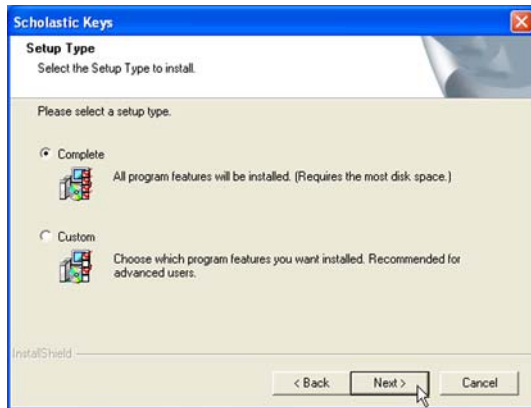 Scholastic Keys
Setup Type
Select the Setup Type to install.
Please select a setup type.
Complete
All program features will be installed. (Requires the most disk space.)
Custom
Choose which program features you want installed. Recommended for
advanced users.
InstallShield
< Back
Next >
Cancel